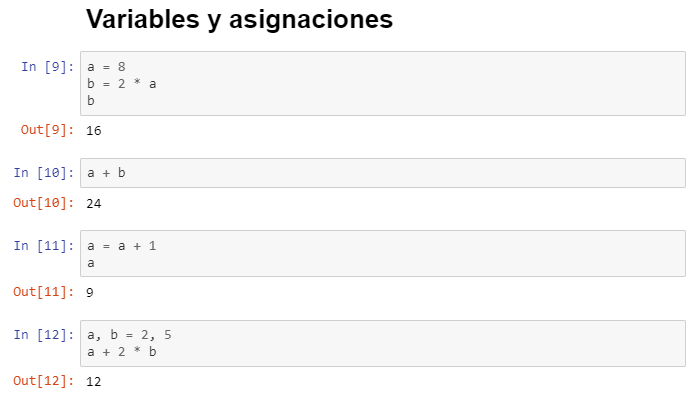 Variables y asignaciones
In [9]: a = 8
b = 2 * a
b
Out[9]: 16
In [10]: a + b
Out[10]: 24
In [11]: a = a + 1
a
Out[11]: 9
In [12]: a, b = 2, 5
a + 2 * b
Out[12]: 12